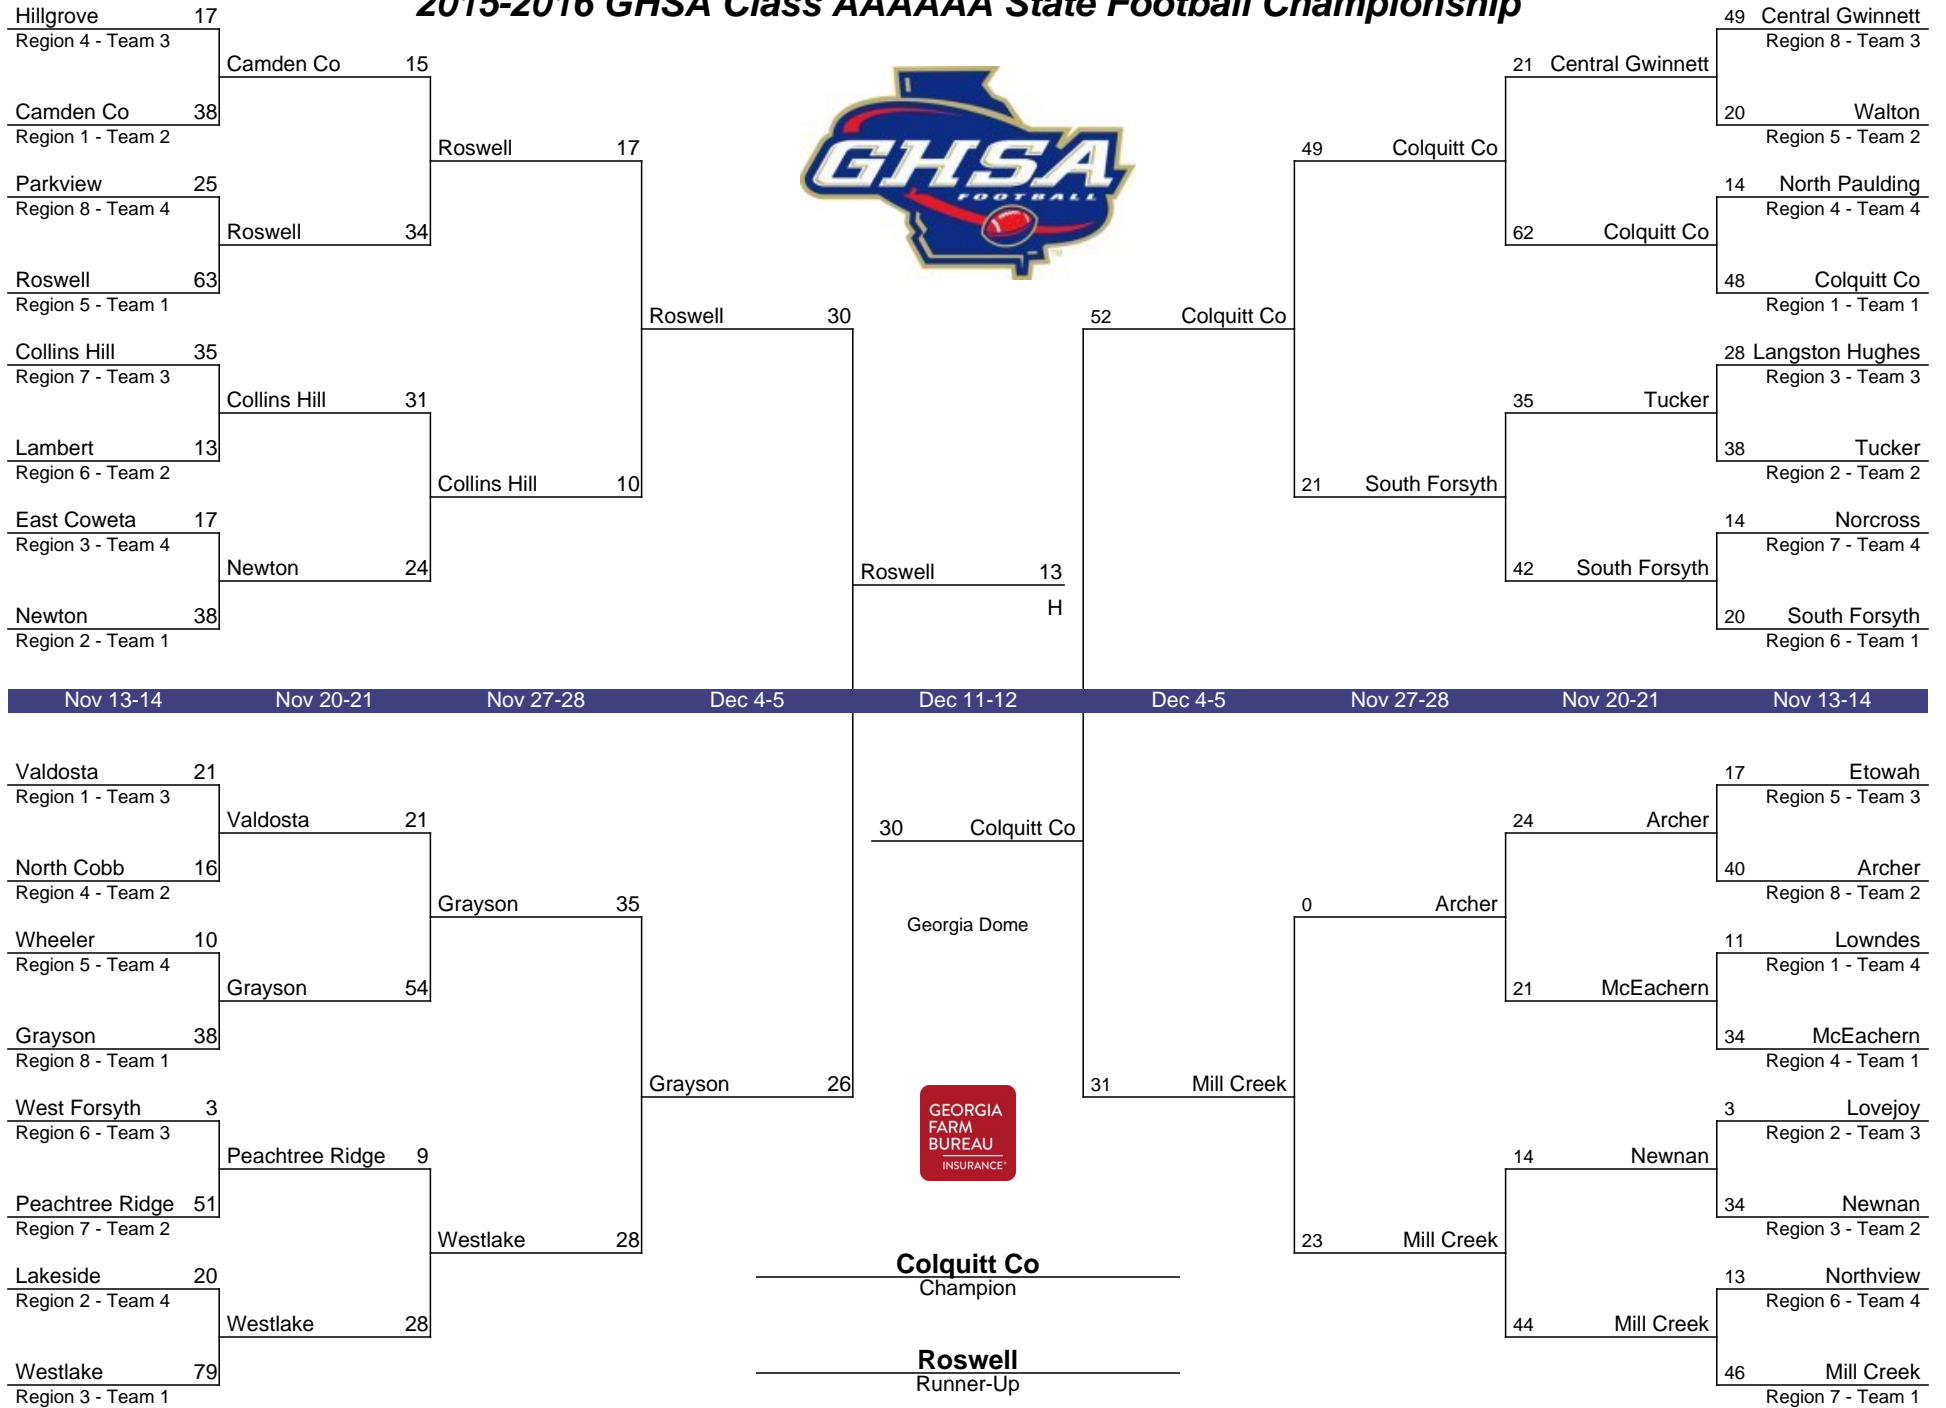 2015-2016 GHSA Class AAAAAA State Football Championship
Hillgrove 17
Region 4 - Team 3
Camden Co 15
Camden Co 38
Region 1 - Team 2
Roswell 17
Parkview 25
Region 8 - Team 4
Roswell 34
Roswell 63
Region 5 - Team 1
Roswell 30
Collins Hill 35
Region 7 - Team 3
Collins Hill 31
Lambert 13
Region 6 - Team 2
Collins Hill 10
East Coweta 17
Region 3 - Team 4
Newton 24
Newton 38
Region 2 - Team 1
GHSA
FOOTBALL
TM
Roswell 13
H
49 Central Gwinnett
Region 8 - Team 3
21 Central Gwinnett
20 Walton
Region 5 - Team 2
49 Colquitt Co
14 North Paulding
Region 4 - Team 4
62 Colquitt Co
48 Colquitt Co
Region 1 - Team 1
52 Colquitt Co
28 Langston Hughes
Region 3 - Team 3
35 Tucker
38 Tucker
Region 2 - Team 2
21 South Forsyth
14 Norcross
Region 7 - Team 4
42 South Forsyth
20 South Forsyth
Region 6 - Team 1
Nov 13-14 Nov 20-21 Nov 27-28 Dec 4-5 Dec 11-12 Dec 4-5 Nov 27-28 Nov 20-21 Nov 13-14
Valdosta 21
Region 1 - Team 3
Valdosta 21
North Cobb 16
Region 4 - Team 2
Grayson 35
Wheeler 10
Region 5 - Team 4
Grayson 54
Grayson 38
Region 8 - Team 1
Grayson 26
West Forsyth 3
Region 6 - Team 3
Peachtree Ridge 9
Peachtree Ridge 51
Region 7 - Team 2
Westlake 28
Lakeside 20
Region 2 - Team 4
Westlake 28
Westlake 79
Region 3 - Team 1
30 Colquitt Co
Georgia Dome
GEORGIA
FARM
BUREAU
INSURANCE®
Colquitt Co
Champion
Roswell
Runner-Up
17 Etowah
Region 5 - Team 3
24 Archer
40 Archer
Region 8 - Team 2
0 Archer
11 Lowndes
Region 1 - Team 4
21 McEachern
34 McEachern
Region 4 - Team 1
31 Mill Creek
3 Lovejoy
Region 2 - Team 3
14 Newnan
34 Newnan
Region 3 - Team 2
23 Mill Creek
13 Northview
Region 6 - Team 4
44 Mill Creek
46 Mill Creek
Region 7 - Team 1